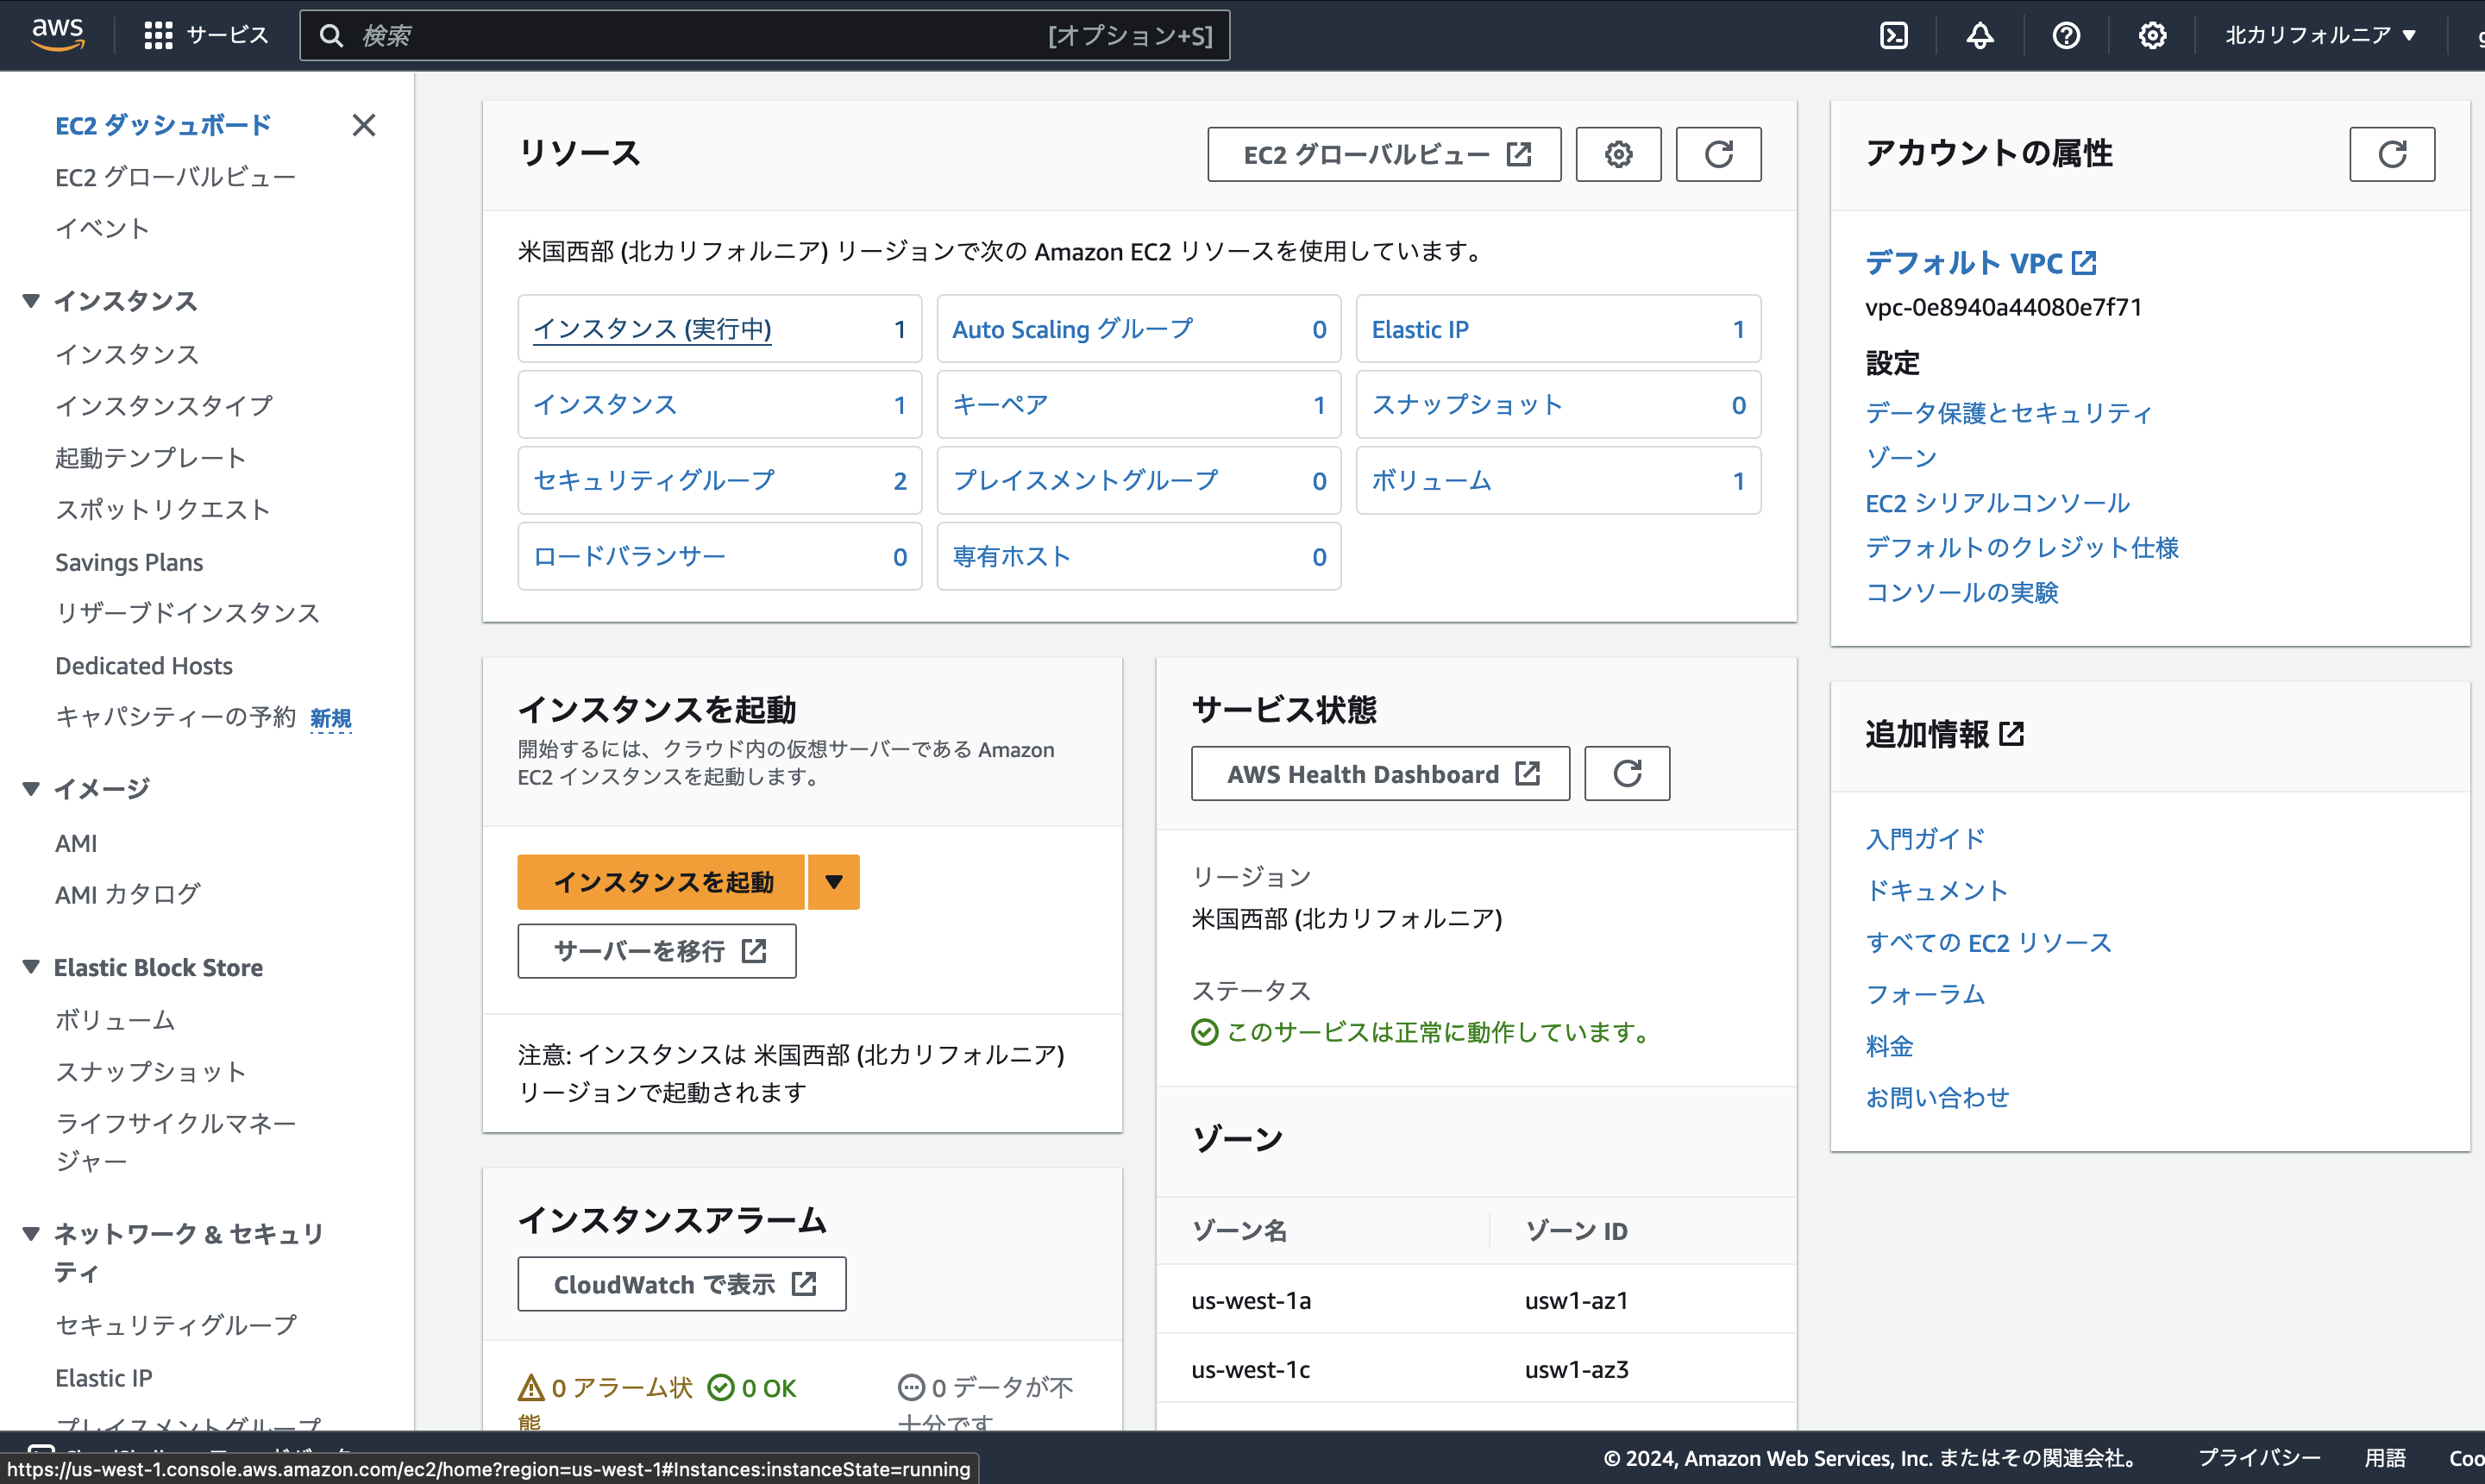 aws
サービス
検索
[オプション+S]
北カリフォルニア
EC2 ダッシュボード
EC2 グローバルビュー
イベント
インスタンス
インスタンス
インスタンスタイプ
起動テンプレート
スポットリクエスト
Savings Plans
リザーブドインスタンス
Dedicated Hosts
キャパシティーの予約 新規
イメージ
AMI
AMI カタログ
Elastic Block Store
ボリューム
スナップショット
ライフサイクルマネー
ジャー
ネットワーク & セキュリ
ティ
セキュリティグループ
Elastic IP
プレイスメントグループ
リソース
EC2 グローバルビュー
米国西部 (北カリフォルニア) リージョンで次の Amazon EC2 リソースを使用しています。
インスタンス (実行中) 1
Auto Scaling グループ 0
Elastic IP 1
インスタンス 1
キーペア 1
スナップショット 0
セキュリティグループ 2
プレイスメントグループ 0
ボリューム 1
ロードバランサー 0
専有ホスト 0
インスタンスを起動
開始するには、クラウド内の仮想サーバーである Amazon
EC2 インスタンスを起動します。
インスタンスを起動
サーバーを移行
注意: インスタンスは 米国西部 (北カリフォルニア)
リージョンで起動されます
インスタンスアラーム
CloudWatch で表示
0 アラーム状
態
0 OK
0 データが不
十分です
サービス状態
AWS Health Dashboard
リージョン
米国西部 (北カリフォルニア)
ステータス
このサービスは正常に動作しています。
ゾーン
ゾーン名 ゾーン ID
us-west-1a usw1-az1
us-west-1c usw1-az3
アカウントの属性
デフォルト VPC
vpc-0e8940a44080e7f71
設定
データ保護とセキュリティ
ゾーン
EC2 シリアルコンソール
デフォルトのクレジット仕様
コンソールの実験
追加情報
入門ガイド
ドキュメント
すべての EC2 リソース
フォーラム
料金
お問い合わせ
https://us-west-1.console.aws.amazon.com/ec2/home?region=us-west-1#Instances:instanceState=running
© 2024, Amazon Web Services, Inc. またはその関連会社。
プライバシー
用語